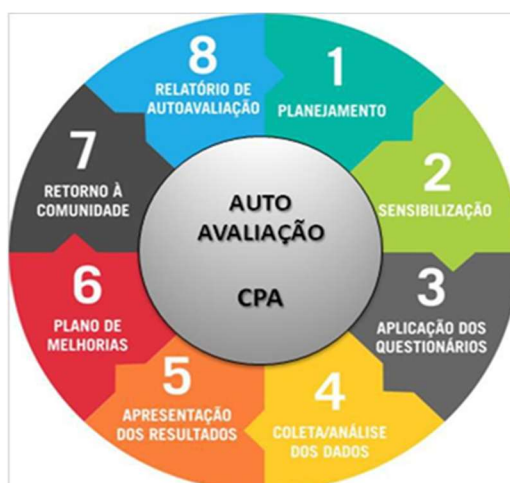 AUTO
AVALIAÇÃO
CPA
1
PLANEJAMENTO
2
SENSIBILIZAÇÃO
3
APLICAÇÃO DOS
QUESTIONÁRIOS
4
COLETA/ANÁLISE
DOS DADOS
5
APRESENTAÇÃO
DOS RESULTADOS
6
PLANO DE
MELHORIAS
7
RETORNO À
COMUNIDADE
8
RELATÓRIO DE
AUTOAVALIAÇÃO